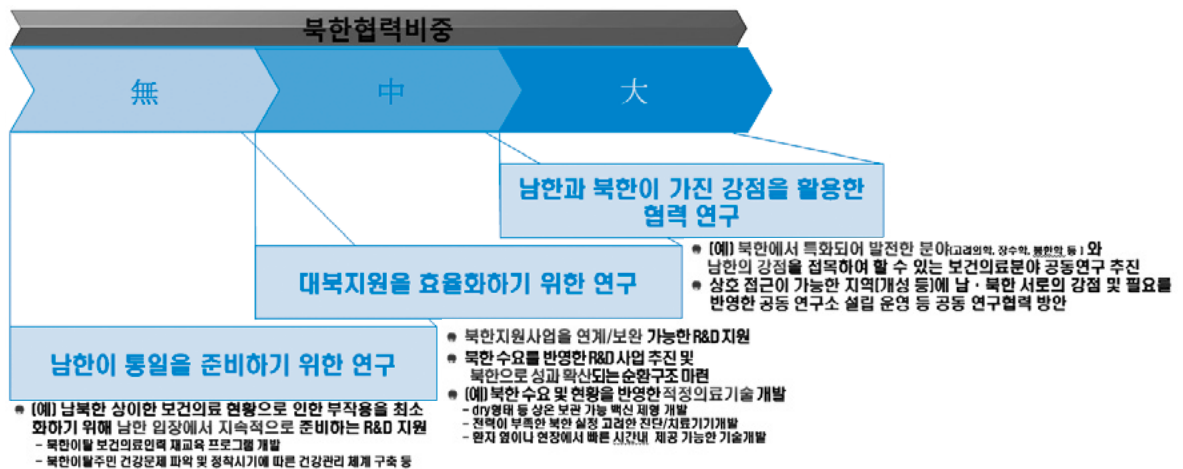 북한협력비중
無
中
大
남한과 북한이 가진 강점을 활용한
협력 연구
(예) 북한에서 특화되어 발전한 분야(고려의학, 장수학, 봉한학 등) 와
남한의 강점을 접목하여 할 수 있는 보건의료분야 공동연구 추진
상호 접근이 가능한 지역(개성 등)에 남 · 북한 서로의 강점 및 필요를
반영한 공동 연구소 설립 운영 등 공동 연구협력 방안
대북지원을 효율화하기 위한 연구
북한지원사업을 연계/보완 가능한 R&D 지원
북한 수요를 반영한 R&D 사업 추진 및
북한으로 성과 확산되는 순환구조 마련
(예) 북한 수요 및 현황을 반영한 적정의료기술 개발
- dry형태 등 상온 보관 가능 백신 제형 개발
- 전력이 부족한 북한 실정 고려한 진단/치료기기개발
- 환자 옆이나 현장에서 빠른 시간내 제공 가능한 기술개발
남한이 통일을 준비하기 위한 연구
(예) 남북한 상이한 보건의료 현황으로 인한 부작용을 최소
화하기 위해 남한 입장에서 지속적으로 준비하는 R&D 지원
- 북한이탈 보건의료인력 재교육 프로그램 개발
- 북한이탈주민 건강문제 파악 및 정착시기에 따른 건강관리 체계 구축 등